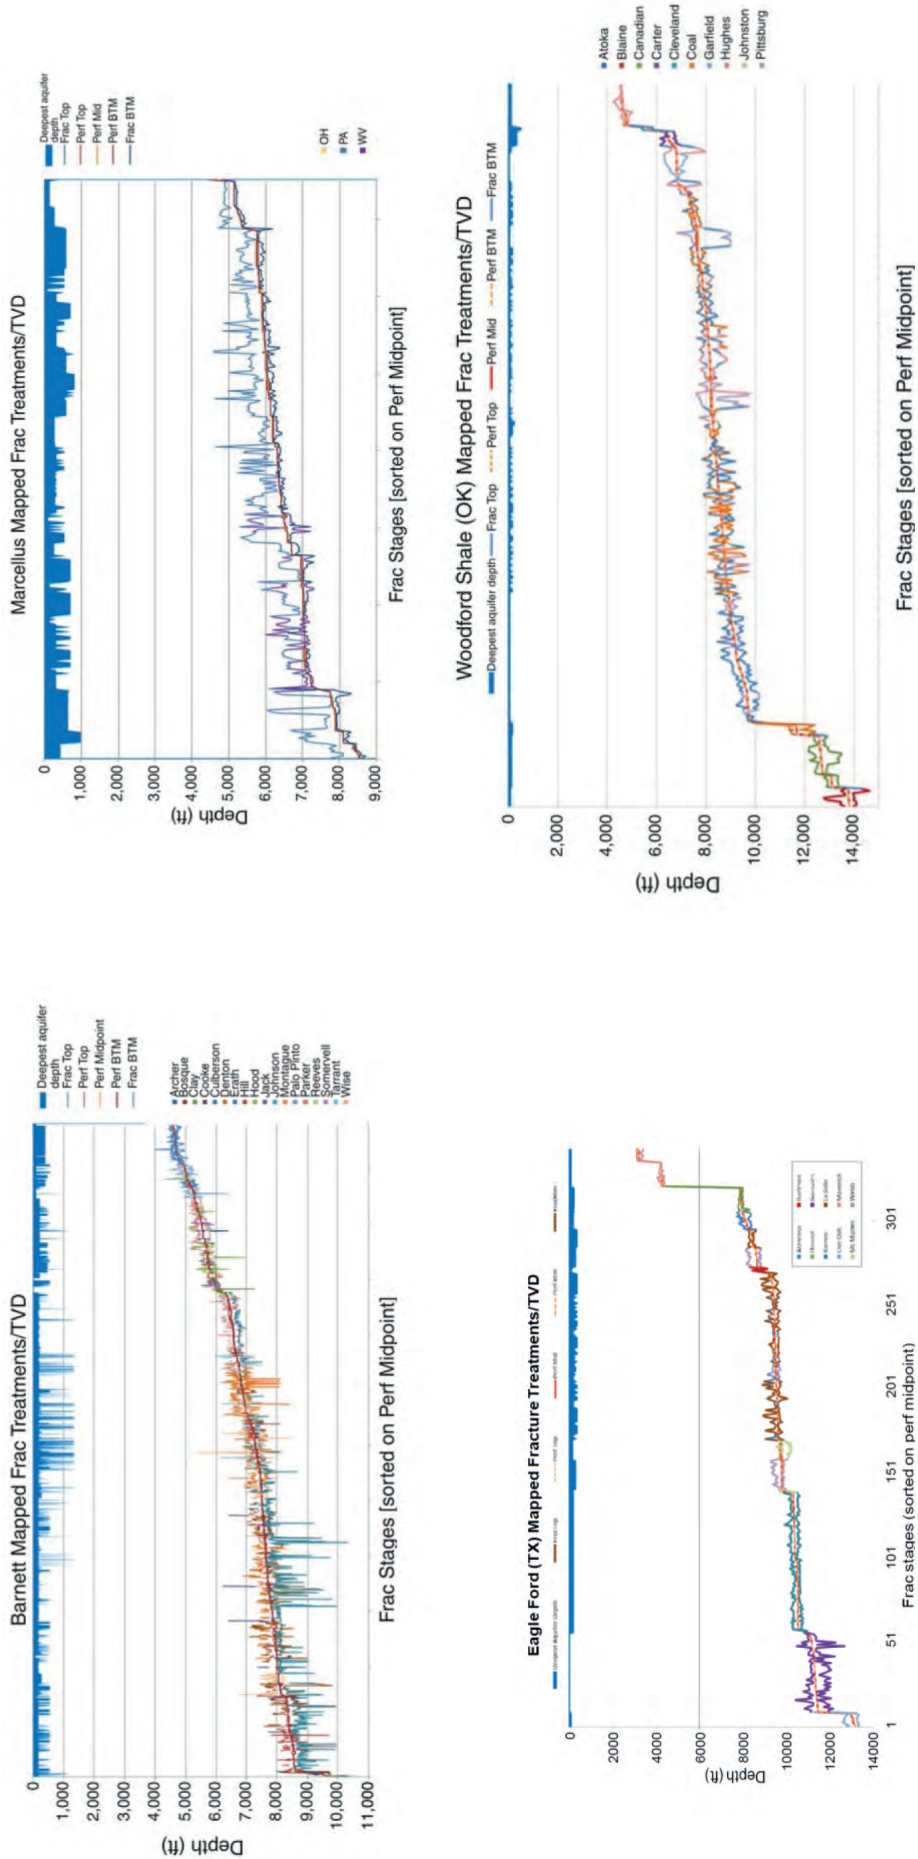 Barnett Mapped Frac Treatments/TVD
Deepest aquifer
depth
Frac Top
Perf Top
Perf Midpoint
Perf BTM
Frac BTM
0
1,000
2,000
3,000
4,000
5,000
6,000
7,000
8,000
9,000
10,000
11,000
Depth (ft)
Archer
Bosque
Clay
Cooke
Culberson
Denton
Erath
Hill
Hood
Jack
Johnson
Montague
Palo Pinto
Parker
Reeves
Somervell
Tarrant
Wise
Frac Stages [sorted on Perf Midpoint]
Marcellus Mapped Frac Treatments/TVD
Deepest aquifer
depth
Frac Top
Perf Top
Perf Mid
Perf BTM
Frac BTM
0
1,000
2,000
3,000
4,000
5,000
6,000
7,000
8,000
9,000
Depth (ft)
OH
PA
WV
Frac Stages [sorted on Perf Midpoint]
Eagle Ford (TX) Mapped Fracture Treatments/TVD
0
2000
4000
6000
8000
10000
12000
14000
Depth (ft)
1
51
101
151
201
251
301
Frac stages (sorted on perf midpoint)
Woodford Shale (OK) Mapped Frac Treatments/TVD
Deepest aquifer depth Frac Top Perf Top Perf Mid Perf BTM Frac BTM
0
2,000
4,000
6,000
8,000
10,000
12,000
14,000
Depth (ft)
Atoka
Blaine
Canadian
Carter
Cleveland
Coal
Garfield
Hughes
Johnston
Pittsburg
Frac Stages [sorted on Perf Midpoint]